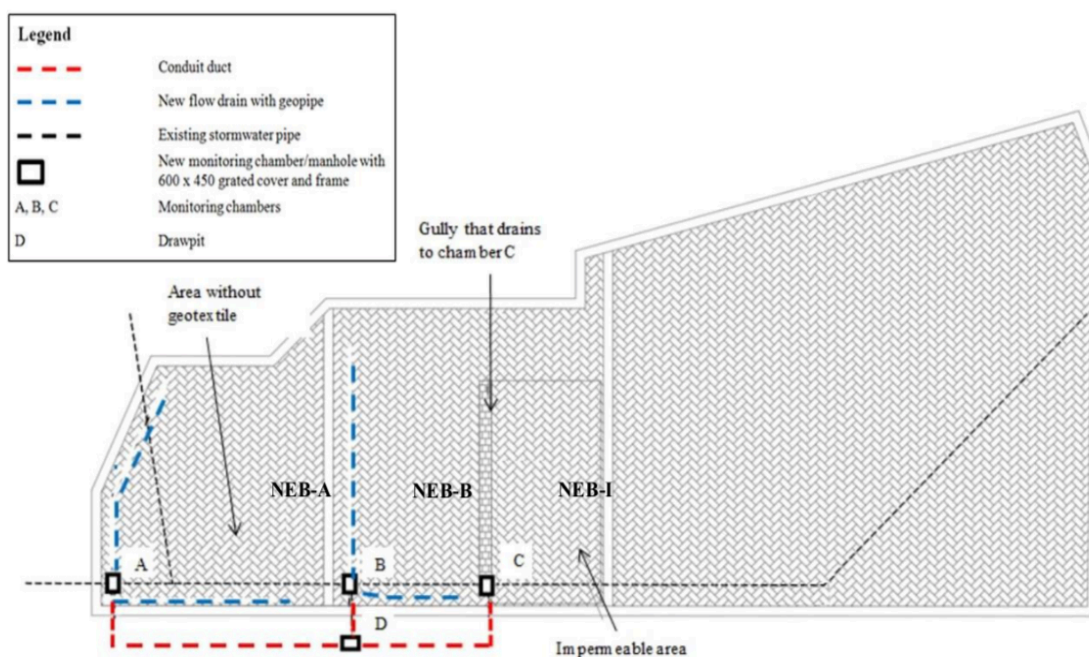 Legend
Conduit duct
New flow drain with geopipe
Existing stormwater pipe
New monitoring chamber/manhole with
600 x 450 grated cover and frame
A, B, C
Monitoring chambers
D
Drawpit
Gully that drains
to chamber C
Area without
geotextile
NEB-A
NEB-B
NEB-I
A
B
C
D
Impermeable area